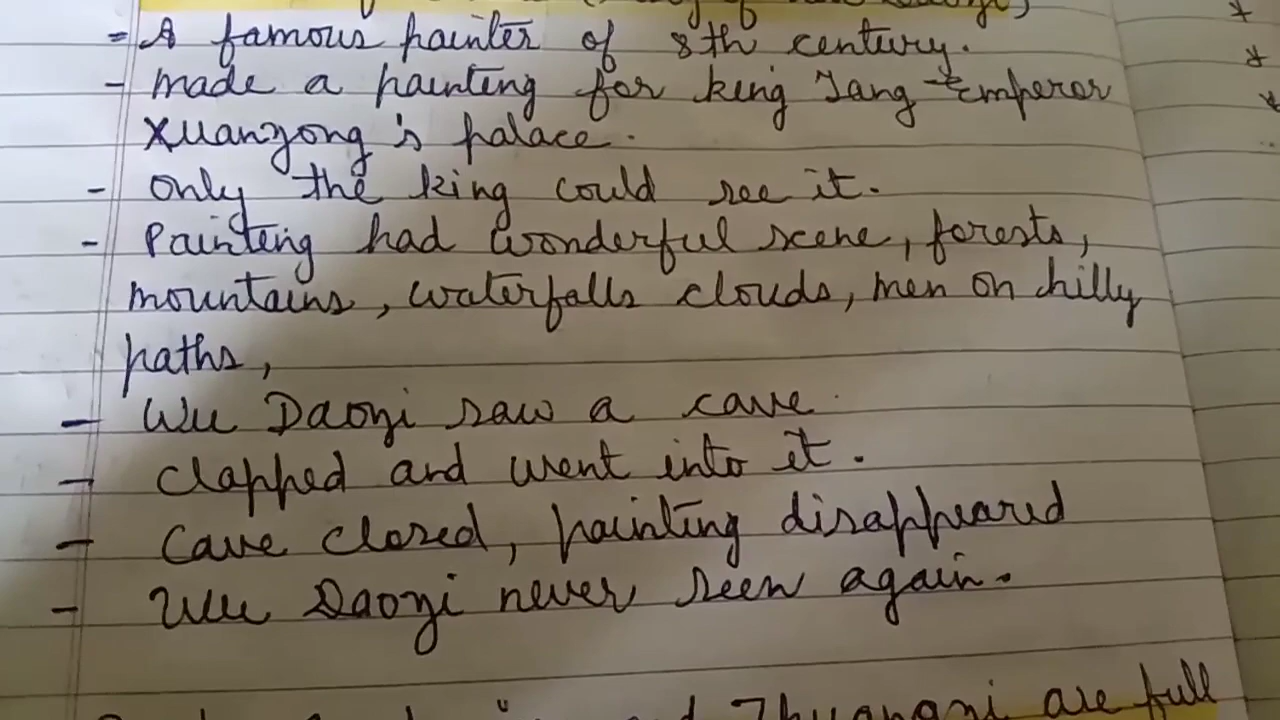 = A famous painter of 8th century.
- made a painting for king Tang Emperor
Xuanzong's palace.
- only the king could see it.
- Painting had wonderful scene, forests,
mountains, waterfalls clouds, men on hilly
paths,
- Wu Daozi saw a cave.
- clapped and went into it.
- Cave closed, painting disappeared
- Wu Daozi never seen again.
are full